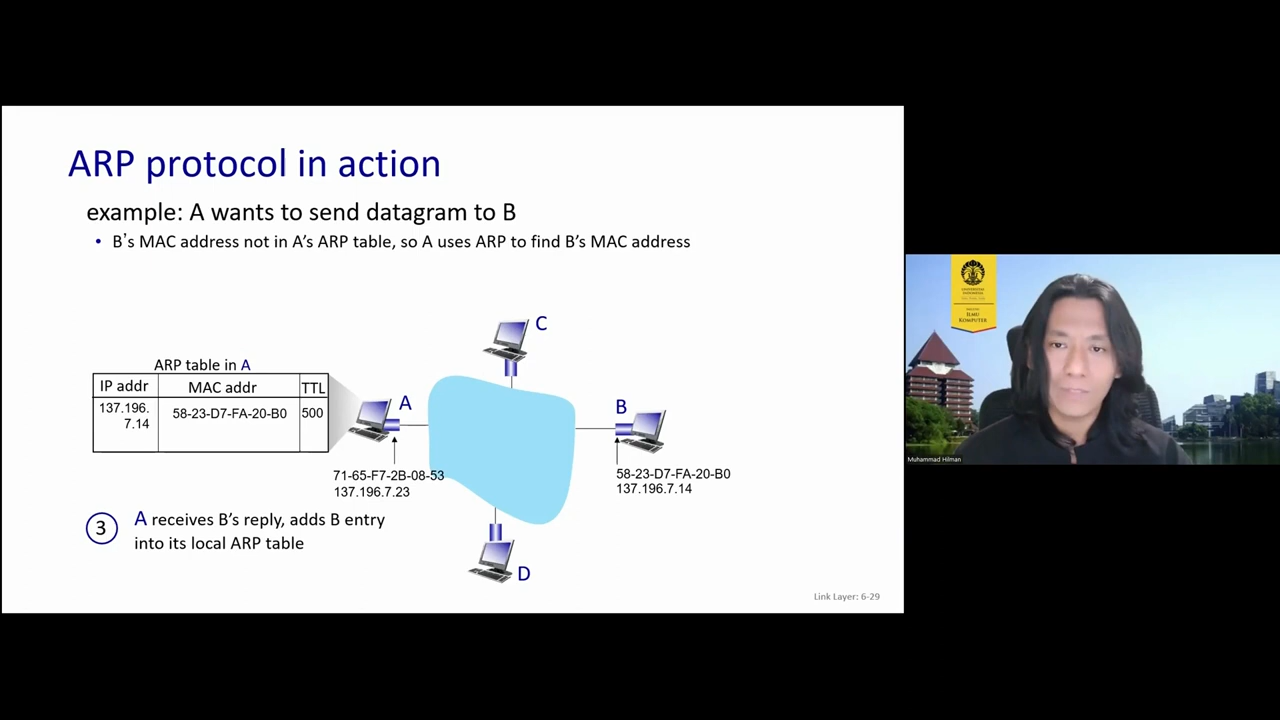 ARP protocol in action
example: A wants to send datagram to B
• B's MAC address not in A's ARP table, so A uses ARP to find B's MAC address
C
ARP table in A
IP addr MAC addr TTL
137.196.
7.14
58-23-D7-FA-20-B0 500
A
B
71-65-F7-2B-08-53
137.196.7.23
58-23-D7-FA-20-B0
137.196.7.14
3
A receives B's reply, adds B entry
into its local ARP table
D
Link Layer: 6-29
UNIVERSITAS
INDONESIA
ILMU
KOMPUTER
Muhammad Hilman